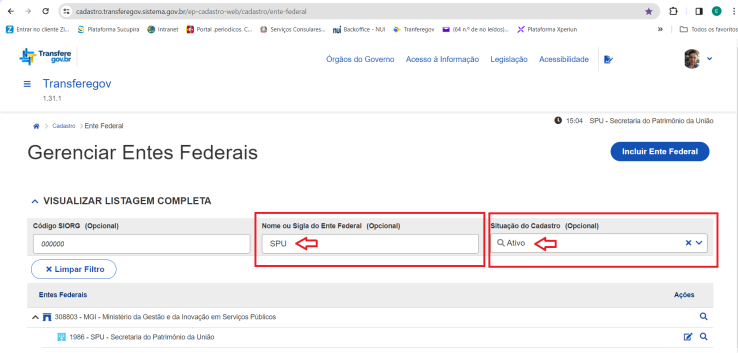 cadastro.transferegov.sistema.gov.br/ep-cadastro-web/cadastro/ente-federal
Entrar no cliente Zi... Plataforma Sucupira Intranet Portal .periodicos. C... Serviços Consulares... nui Backoffice - NUI Tranferegov (64 n.º de no leídos)... Plataforma Xperiun » Todos os favoritos
Transfere gov.br
Órgãos do Governo Acesso à Informação Legislação Acessibilidade
Transferegov
1.31.1
Cadastro > Ente Federal
15:04 SPU - Secretaria do Patrimônio da União
Gerenciar Entes Federais
Incluir Ente Federal
VISUALIZAR LISTAGEM COMPLETA
Código SIORG (Opcional) Nome ou Sigla do Ente Federal (Opcional) Situação do Cadastro (Opcional)
000000 SPU Ativo
Limpar Filtro
Entes Federais Ações
308803 - MGI - Ministério da Gestão e da Inovação em Serviços Públicos
1986 - SPU - Secretaria do Patrimônio da União